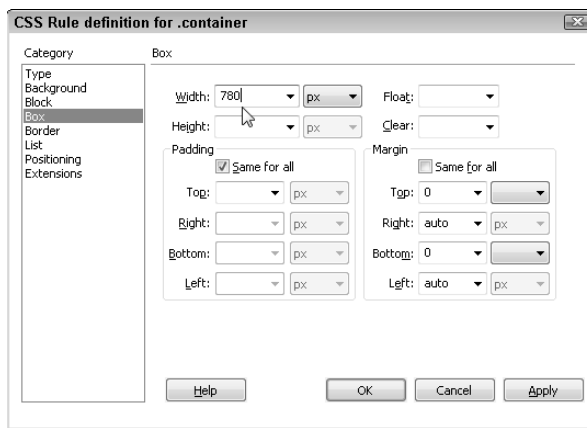 CSS Rule definition for .container
Category
Type
Background
Block
Box
Border
List
Positioning
Extensions
Box
Width: 780 px Float:
Height: px Clear:
Padding
Same for all
Top: px
Right: px
Bottom: px
Left: px
Margin
Same for all
Top: 0
Right: auto px
Bottom: 0
Left: auto px
Help OK Cancel Apply